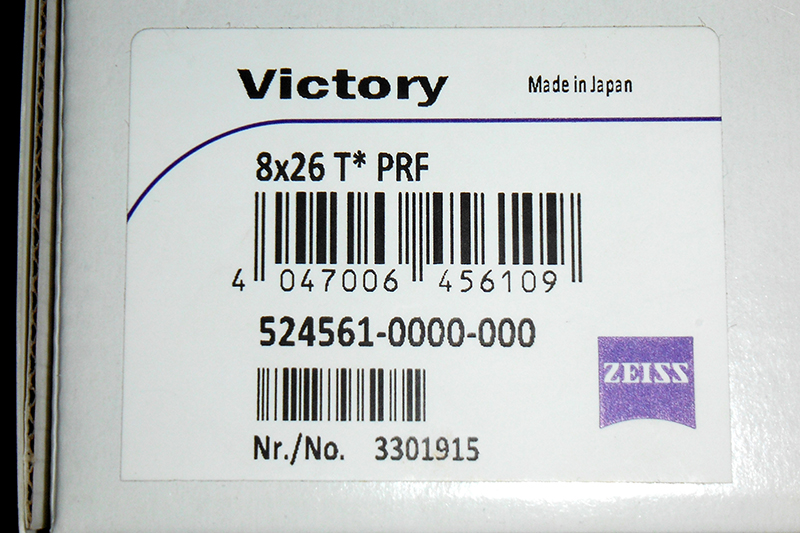 Victory
Made in Japan
8x26 T* PRF
4 047006 456109
524561-0000-000
ZEISS
Nr./No. 3301915